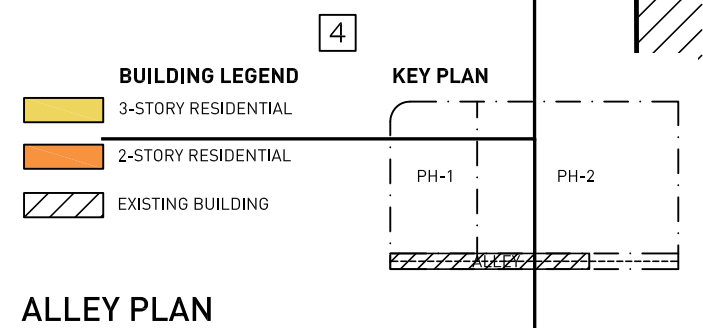 4
BUILDING LEGEND
3-STORY RESIDENTIAL
2-STORY RESIDENTIAL
EXISTING BUILDING
KEY PLAN
PH-1
PH-2
ALLEY
ALLEY PLAN